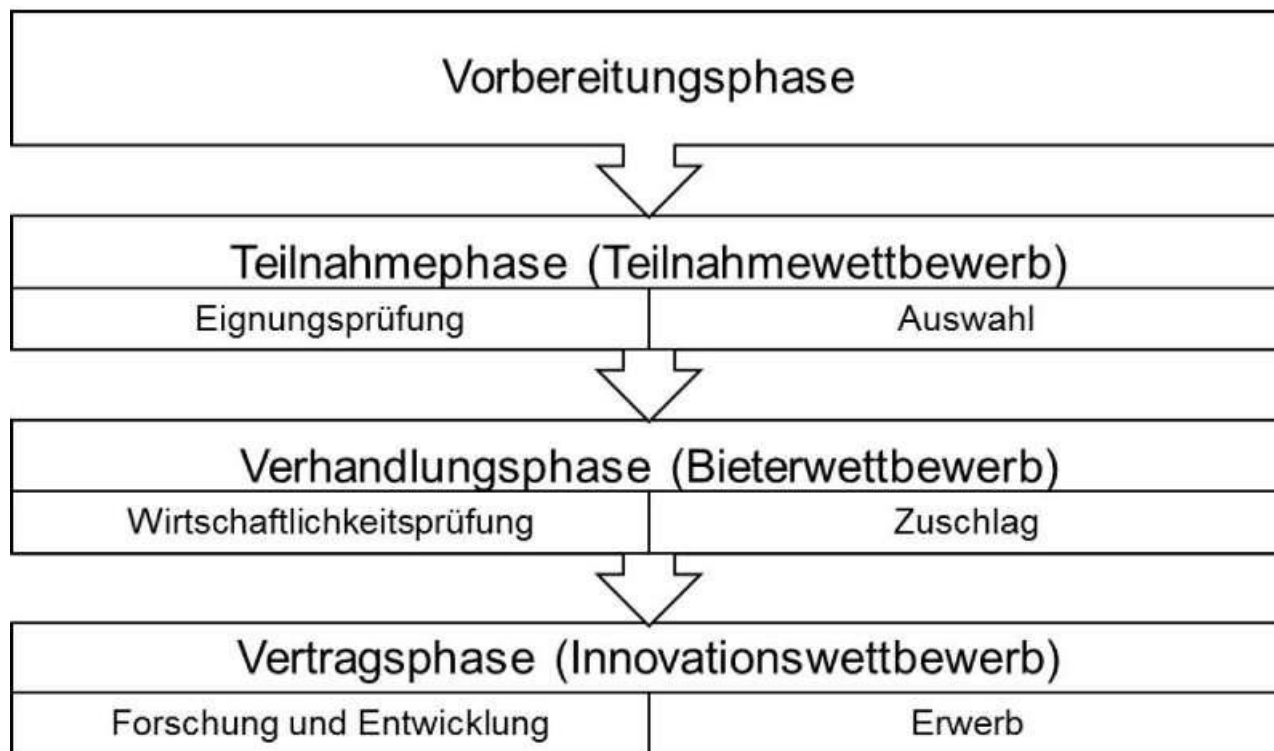 Vorbereitungsphase
Teilnahmephase (Teilnahmewettbewerb)
Eignungsprüfung
Auswahl
Verhandlungsphase (Bieterwettbewerb)
Wirtschaftlichkeitsprüfung
Zuschlag
Vertragsphase (Innovationswettbewerb)
Forschung und Entwicklung
Erwerb